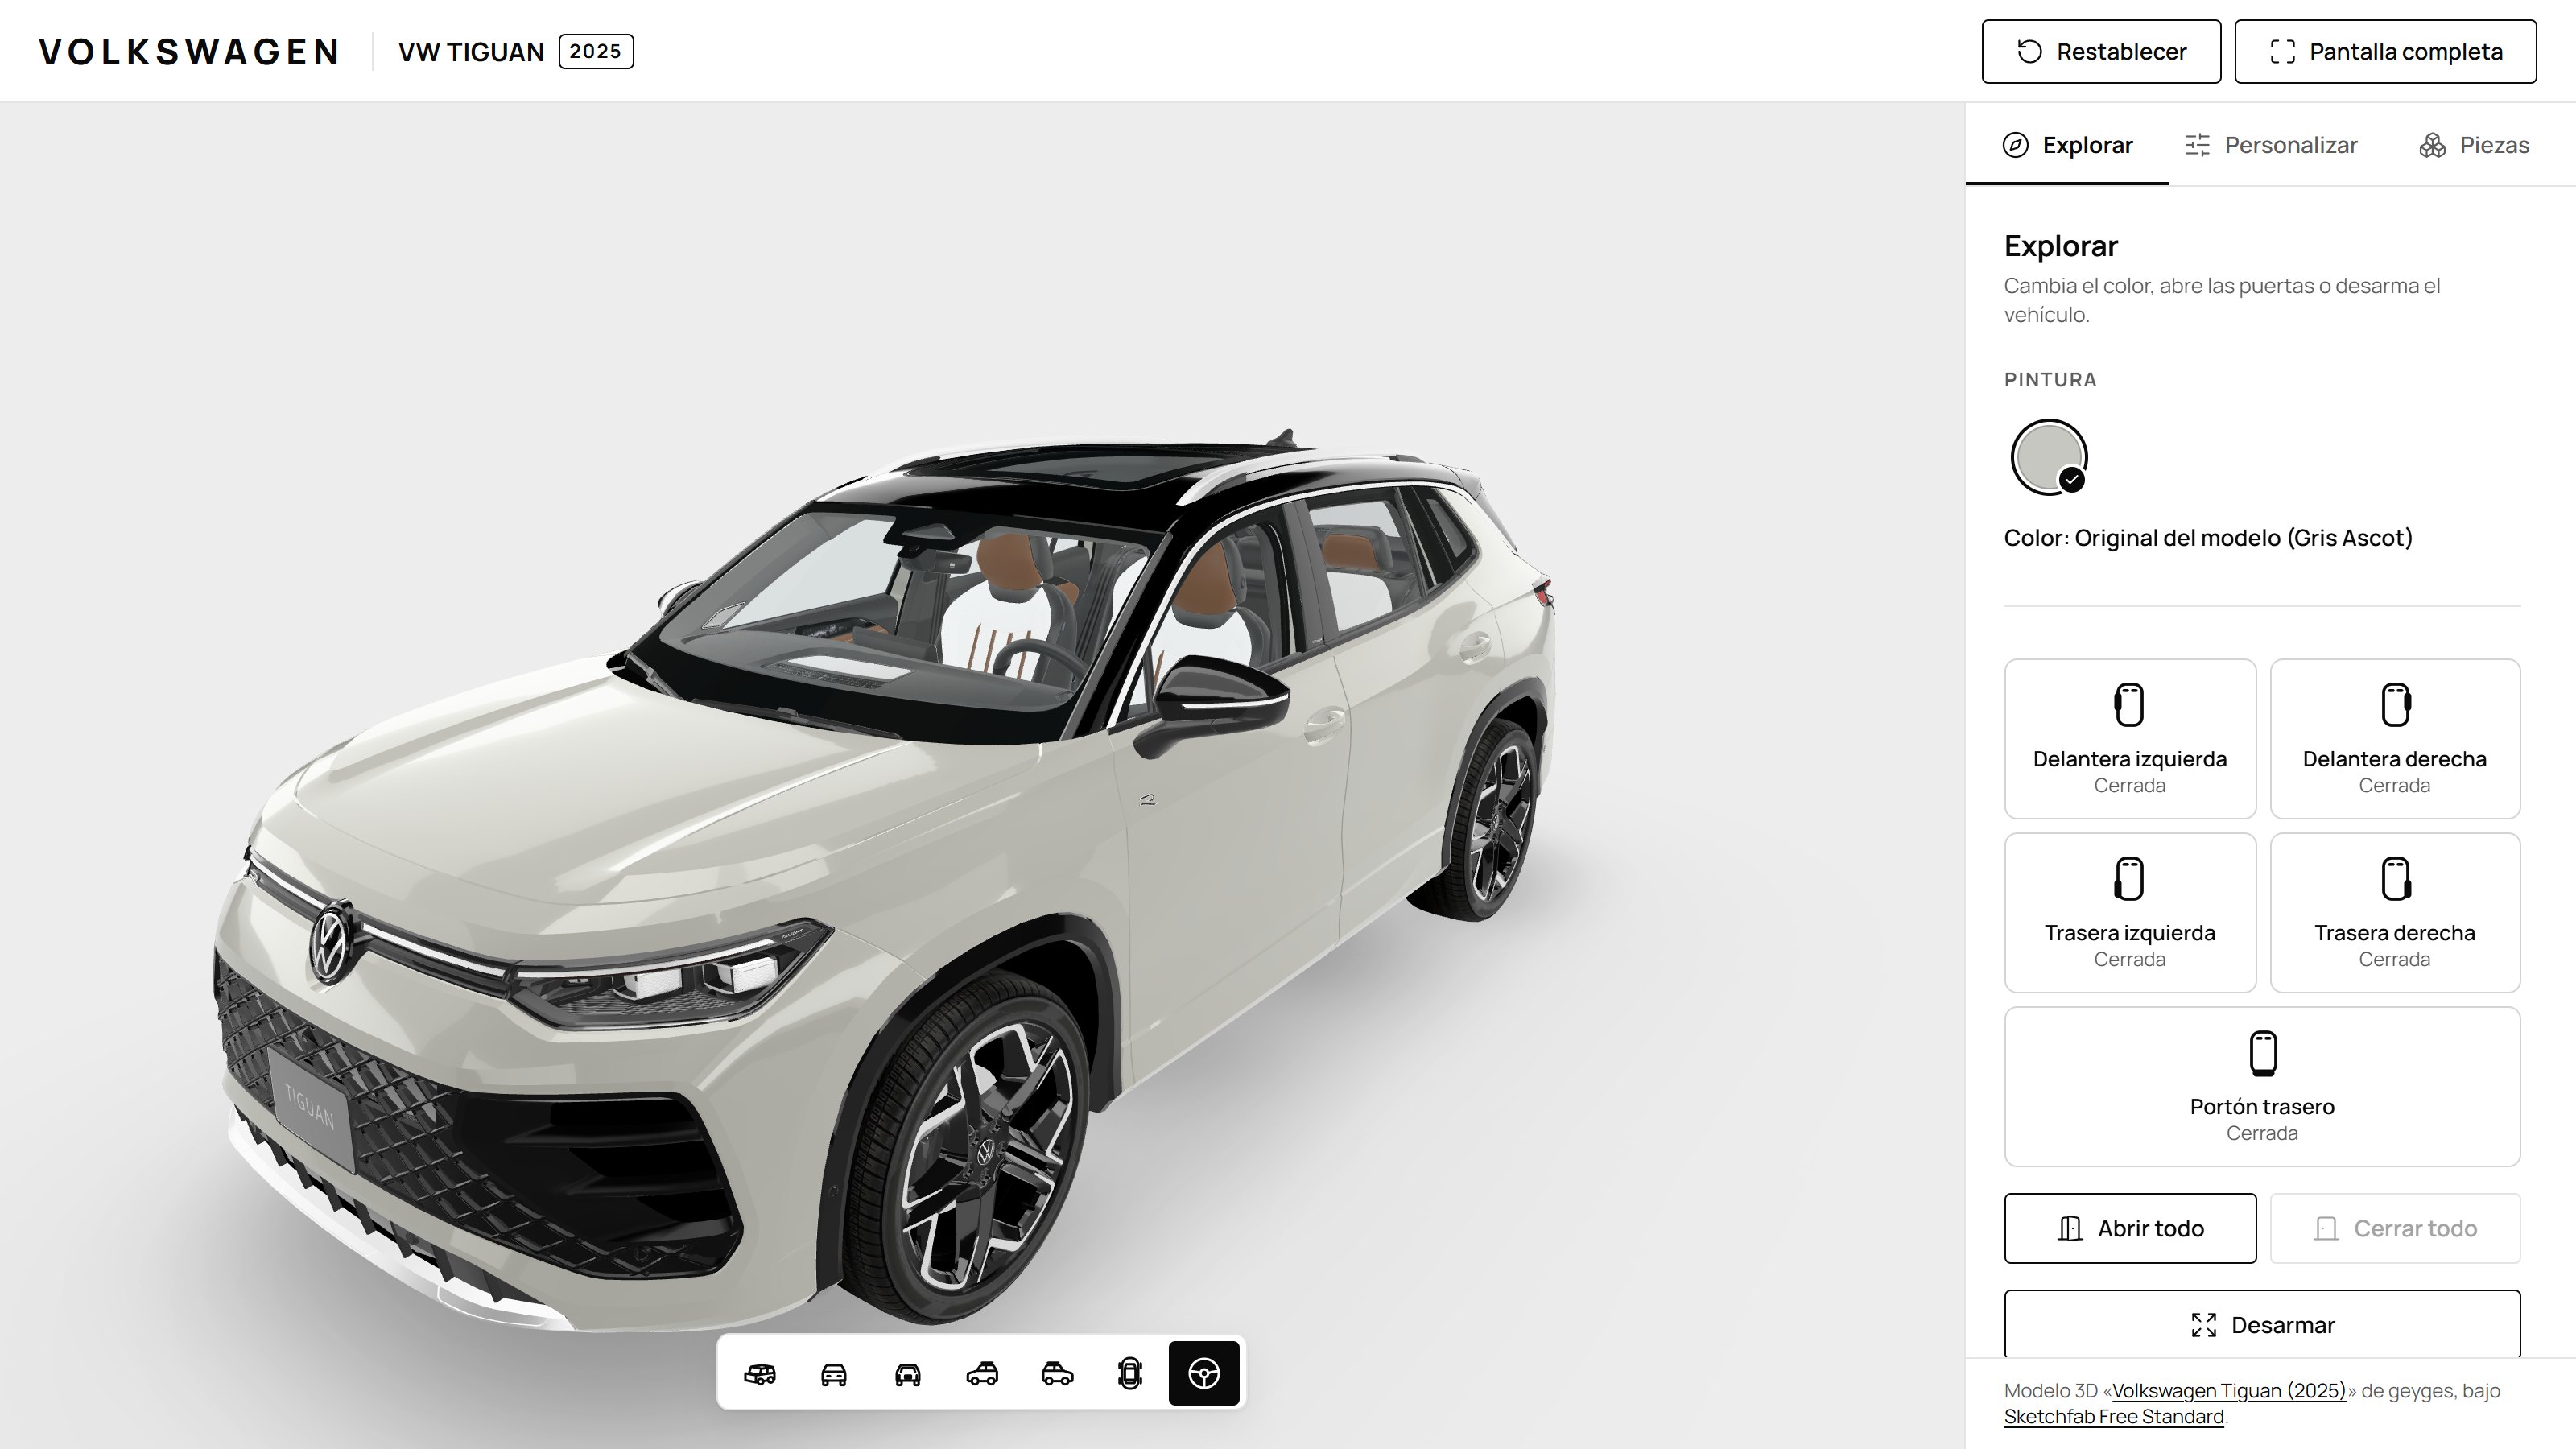 VOLKSWAGEN
VW TIGUAN
2025
Restablecer
Pantalla completa
Explorar
Personalizar
Piezas
Explorar
Cambia el color, abre las puertas o desarma el
vehículo.
PINTURA
Color: Original del modelo (Gris Ascot)
Delantera izquierda
Cerrada
Delantera derecha
Cerrada
Trasera izquierda
Cerrada
Trasera derecha
Cerrada
Portón trasero
Cerrada
Abrir todo
Cerrar todo
Desarmar
TIGUAN
Modelo 3D «Volkswagen Tiguan (2025)» de geyges, bajo
Sketchfab Free Standard.